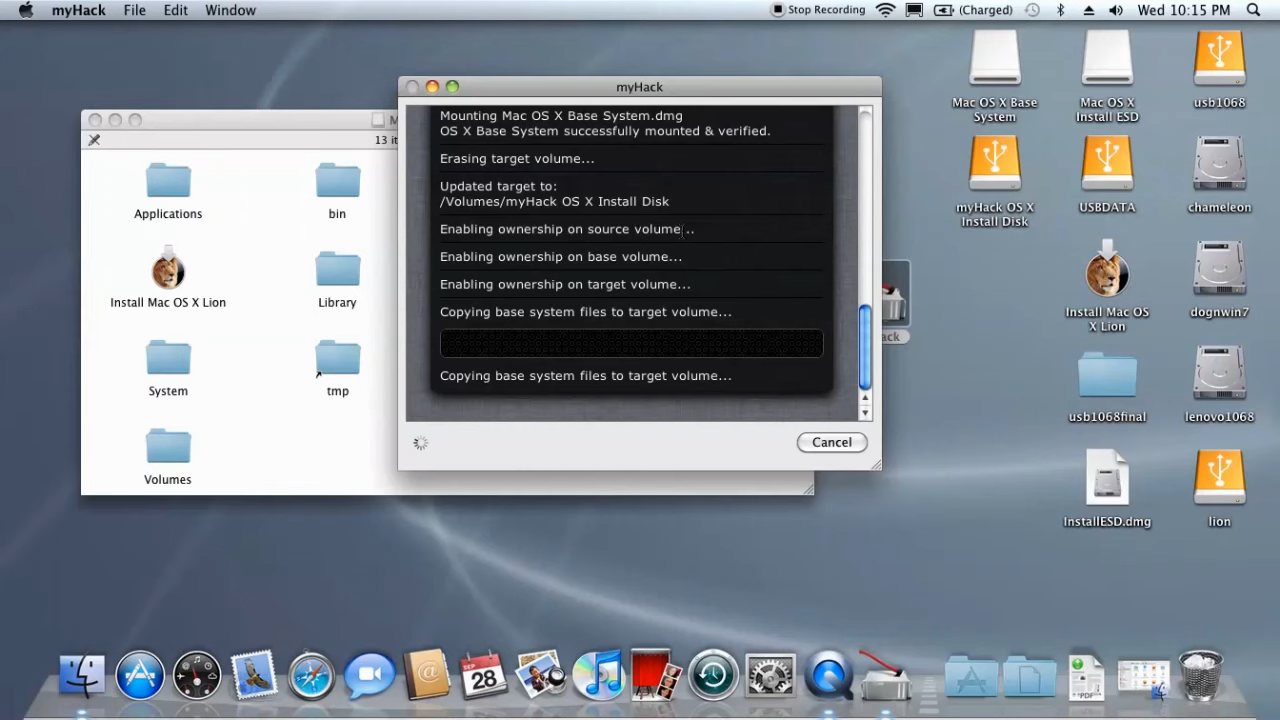 myHack File Edit Window
Stop Recording (Charged) Wed 10:15 PM
myHack
13 it
Mounting Mac OS X Base System.dmg
OS X Base System successfully mounted & verified.
Erasing target volume...
Updated target to:
/Volumes/myHack OS X Install Disk
Enabling ownership on source volume...
Enabling ownership on base volume...
Enabling ownership on target volume...
Copying base system files to target volume...
Copying base system files to target volume...
Cancel
Applications
bin
Install Mac OS X Lion
Library
System
tmp
Volumes
ack
Mac OS X Base
System
Mac OS X
Install ESD
usb1068
myHack OS X
Install Disk
USBDATA
chameleon
Install Mac OS
X Lion
dognwin7
usb1068final
lenovo1068
InstallESD.dmg
lion
SEP
28
PDF